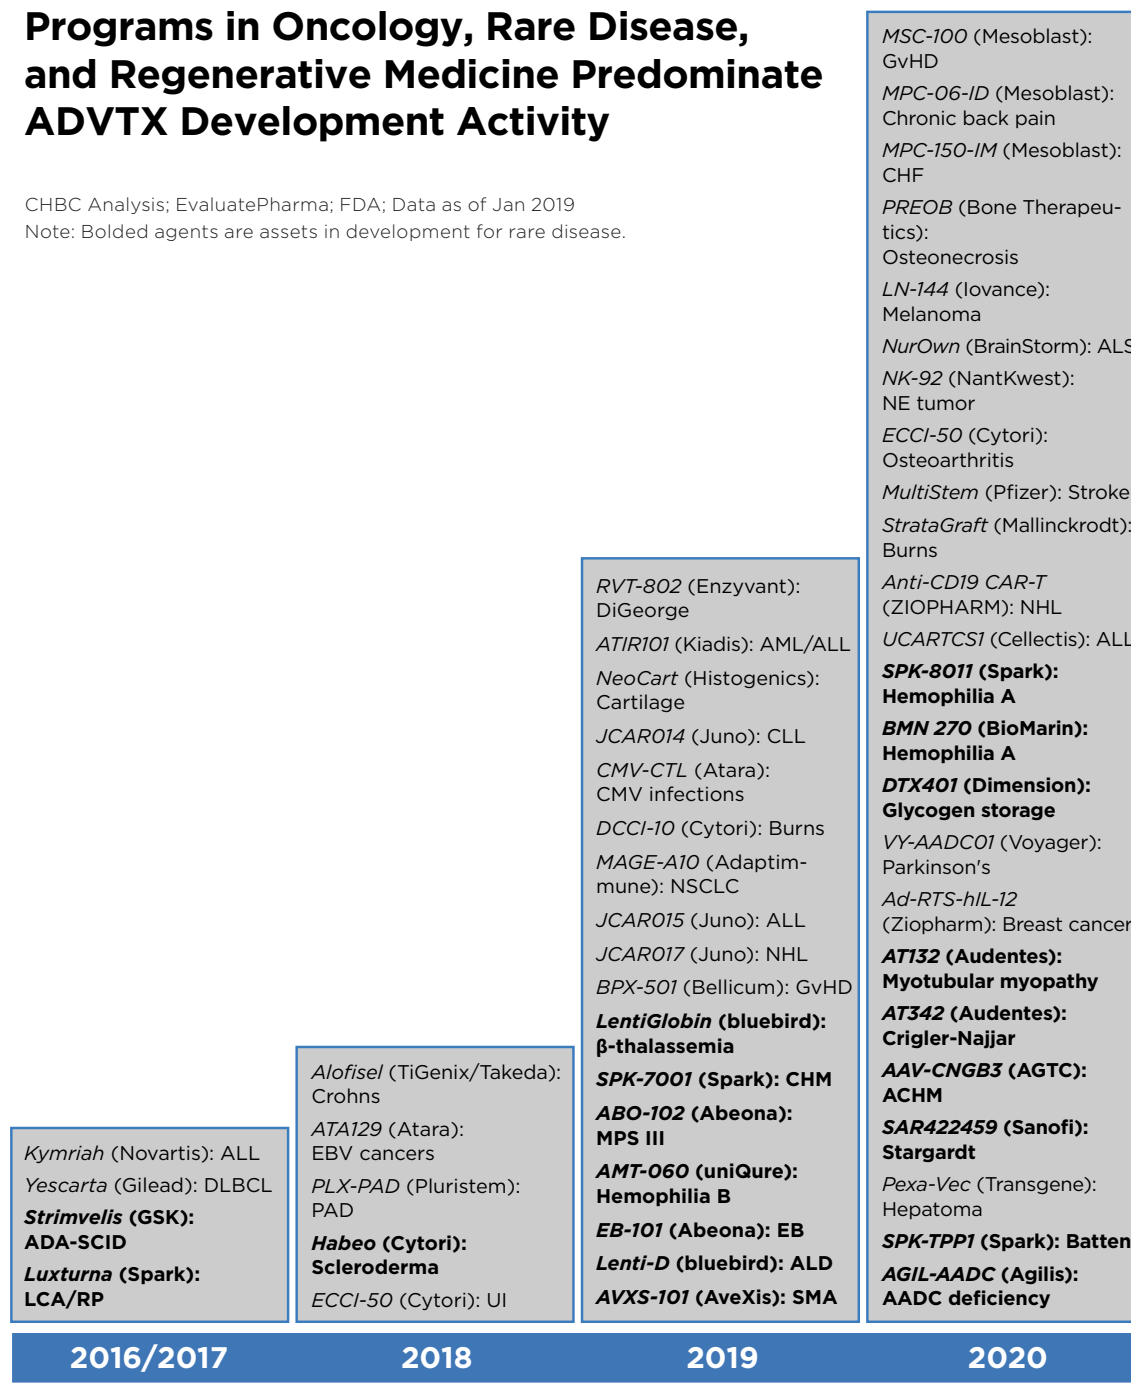 Programs in Oncology, Rare Disease,
and Regenerative Medicine Predominate
ADVTX Development Activity
CHBC Analysis; EvaluatePharma; FDA; Data as of Jan 2019
Note: Bolded agents are assets in development for rare disease.
Kymriah (Novartis): ALL
Yescarta (Gilead): DLBCL
Strimvelis (GSK):
ADA-SCID
Luxturna (Spark):
LCA/RP
2016/2017
Alofisel (TiGenix/Takeda):
Crohns
ATA129 (Atara):
EBV cancers
PLX-PAD (Pluristem):
PAD
Habeo (Cytori):
Scleroderma
ECCI-50 (Cytori): UI
2018
RVT-802 (Enzyvant):
DiGeorge
ATIR101 (Kiadis): AML/ALL
NeoCart (Histogenics):
Cartilage
JCAR014 (Juno): CLL
CMV-CTL (Atara):
CMV infections
DCCI-10 (Cytori): Burns
MAGE-A10 (Adaptim-
mune): NSCLC
JCAR015 (Juno): ALL
JCAR017 (Juno): NHL
BPX-501 (Bellicum): GvHD
LentiGlobin (bluebird):
β-thalassemia
SPK-7001 (Spark): CHM
ABO-102 (Abeona):
MPS III
AMT-060 (uniQure):
Hemophilia B
EB-101 (Abeona): EB
Lenti-D (bluebird): ALD
AVXS-101 (AveXis): SMA
2019
MSC-100 (Mesoblast):
GvHD
MPC-06-ID (Mesoblast):
Chronic back pain
MPC-150-IM (Mesoblast):
CHF
PREOB (Bone Therapeu-
tics):
Osteonecrosis
LN-144 (Iovance):
Melanoma
NurOwn (BrainStorm): ALS
NK-92 (NantKwest):
NE tumor
ECCI-50 (Cytori):
Osteoarthritis
MultiStem (Pfizer): Stroke
StrataGraft (Mallinckrodt):
Burns
Anti-CD19 CAR-T
(ZIOPHARM): NHL
UCARTCS1 (Cellectis): ALL
SPK-8011 (Spark):
Hemophilia A
BMN 270 (BioMarin):
Hemophilia A
DTX401 (Dimension):
Glycogen storage
VY-AADC01 (Voyager):
Parkinson's
Ad-RTS-hIL-12
(Ziopharm): Breast cancer
AT132 (Audentes):
Myotubular myopathy
AT342 (Audentes):
Crigler-Najjar
AAV-CNGB3 (AGTC):
ACHM
SAR422459 (Sanofi):
Stargardt
Pexa-Vec (Transgene):
Hepatoma
SPK-TPP1 (Spark): Batten
AGIL-AADC (Agilis):
AADC deficiency
2020